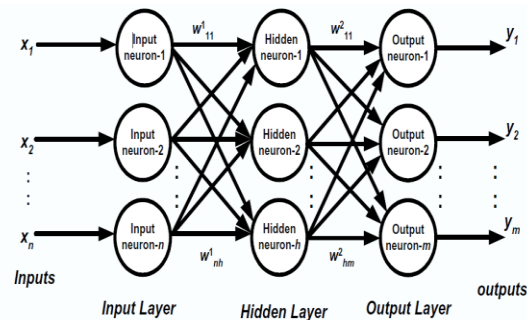 x1 Input neuron-1 w¹11 Hidden neuron-1 w²11 Output neuron-1 y1
x2 Input neuron-2 Hidden neuron-2 Output neuron-2 y2
xn Input neuron-n w¹nh Hidden neuron-h w²hm Output neuron-m ym
Inputs outputs
Input Layer Hidden Layer Output Layer